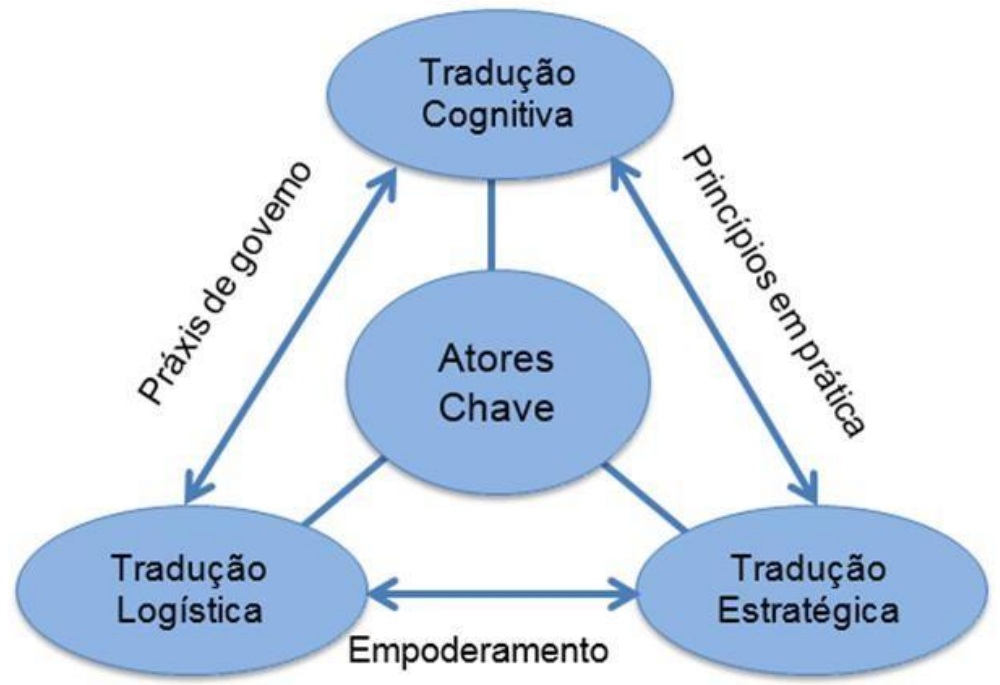 Tradução
Cognitiva
Práxis de governo
Princípios em prática
Atores
Chave
Tradução
Logística
Tradução
Estratégica
Empoderamento